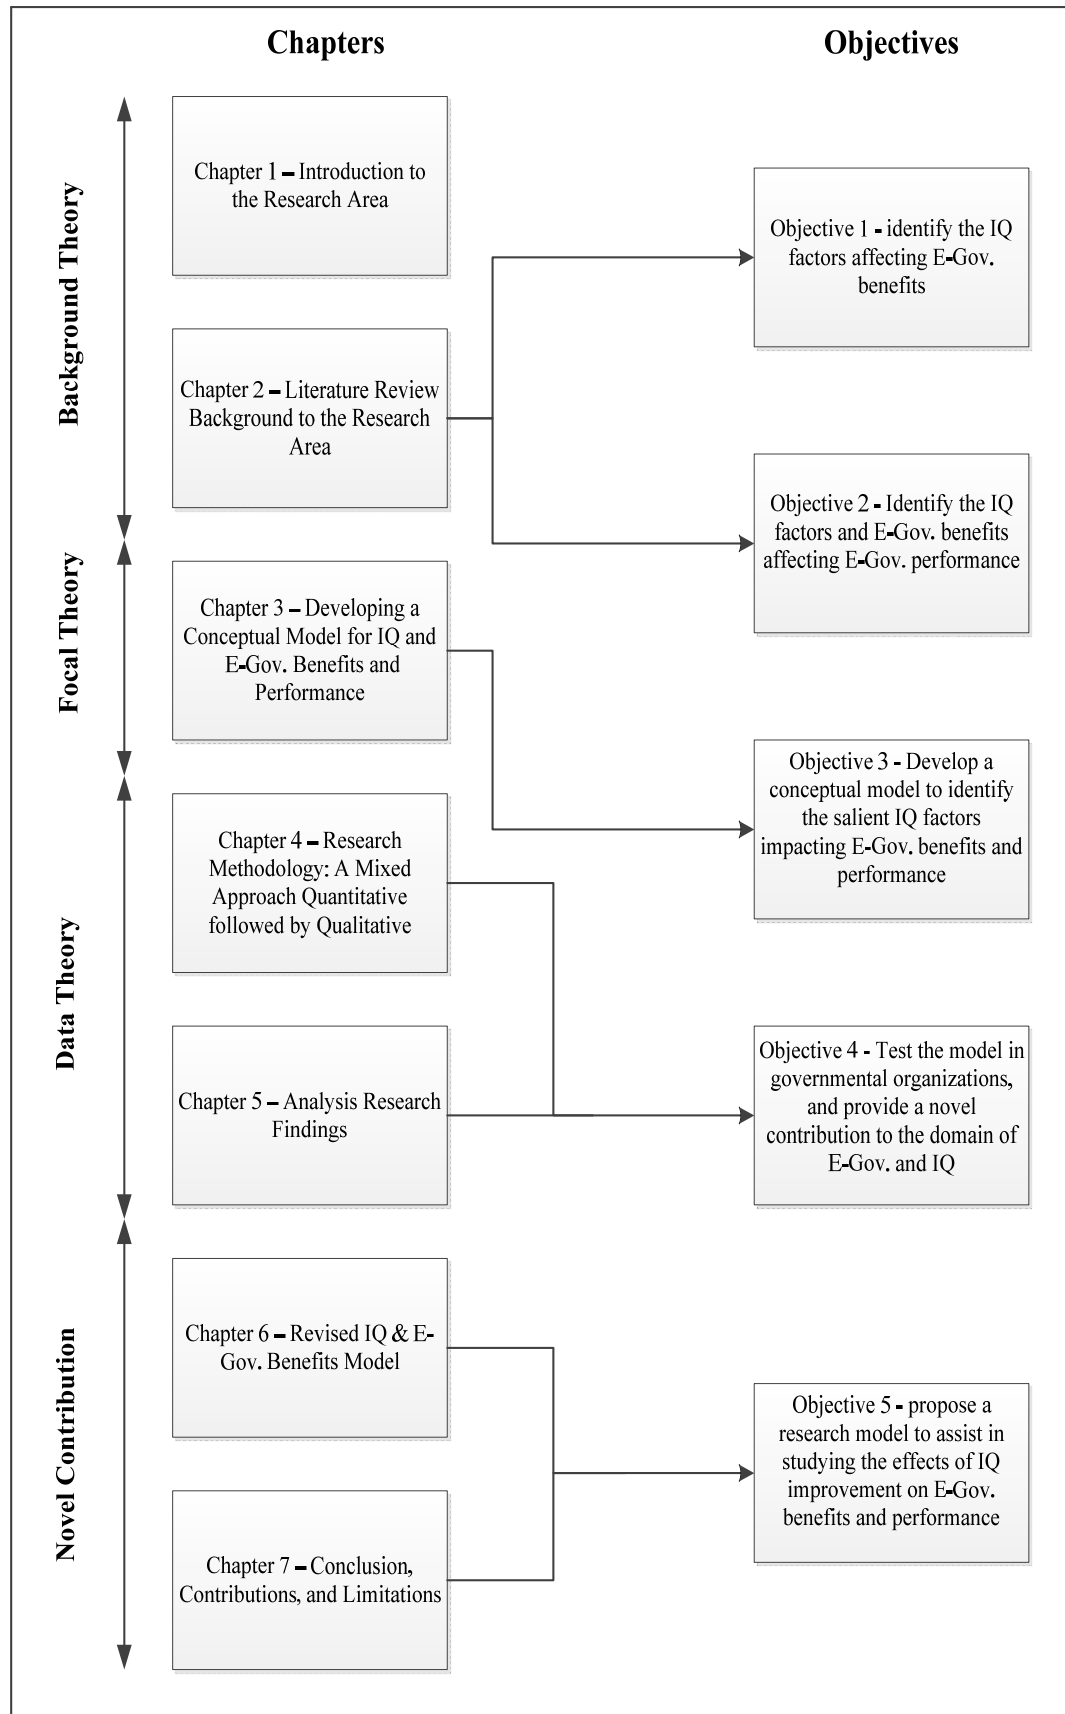 Chapters
Objectives
Background Theory
Chapter 1 – Introduction to
the Research Area
Objective 1 - identify the IQ
factors affecting E-Gov.
benefits
Chapter 2 – Literature Review
Background to the Research
Area
Objective 2 - Identify the IQ
factors and E-Gov. benefits
affecting E-Gov. performance
Focal Theory
Chapter 3 – Developing a
Conceptual Model for IQ and
E-Gov. Benefits and
Performance
Objective 3 - Develop a
conceptual model to identify
the salient IQ factors
impacting E-Gov. benefits and
performance
Data Theory
Chapter 4 – Research
Methodology: A Mixed
Approach Quantitative
followed by Qualitative
Chapter 5 – Analysis Research
Findings
Objective 4 - Test the model in
governmental organizations,
and provide a novel
contribution to the domain of
E-Gov. and IQ
Novel Contribution
Chapter 6 – Revised IQ & E-
Gov. Benefits Model
Chapter 7 – Conclusion,
Contributions, and Limitations
Objective 5 - propose a
research model to assist in
studying the effects of IQ
improvement on E-Gov.
benefits and performance